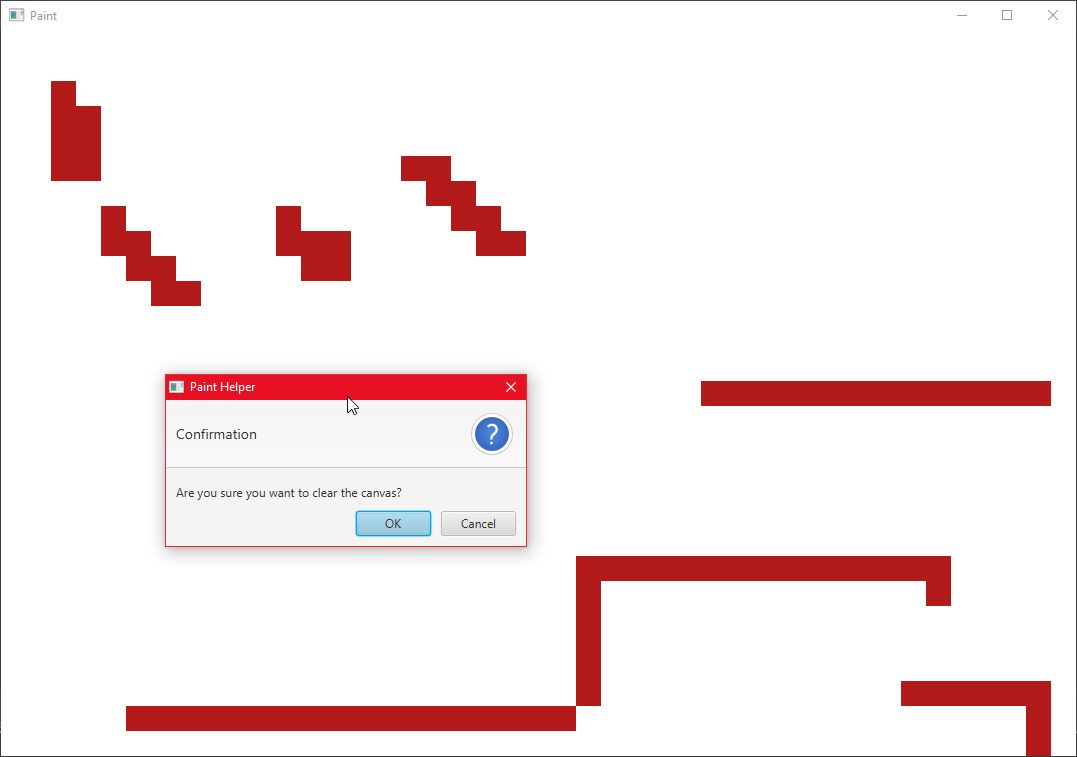 Paint
Paint Helper
Confirmation
?
Are you sure you want to clear the canvas?
OK Cancel